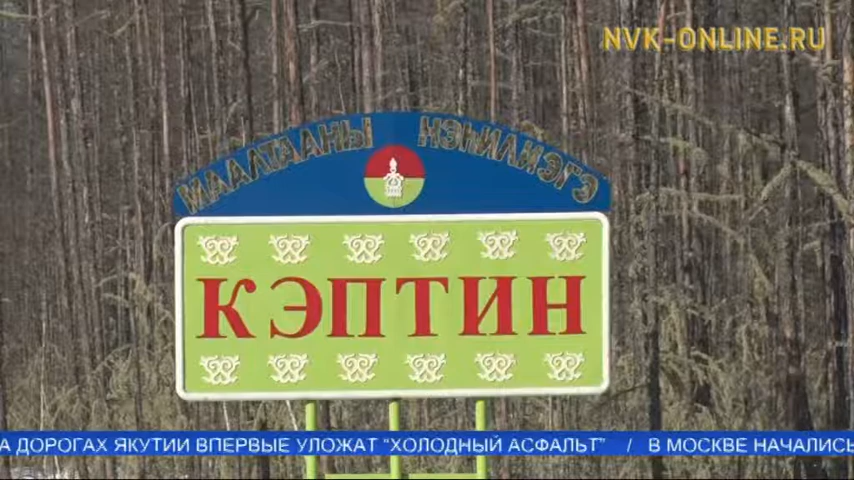 NVK-ONLINE.RU
МААЛТААНЫ НЭҺИЛИЭГЭ
КЭПТИН
А ДОРОГАХ ЯКУТИИ ВПЕРВЫЕ УЛОЖАТ “ХОЛОДНЫЙ АСФАЛЬТ” / В МОСКВЕ НАЧАЛИСЬ